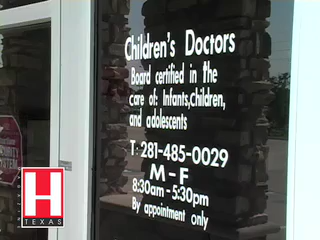 Children's Doctors
Board certified in the
care of: Infants,Children,
and adolescents
T: 281-485-0029
M - F
8:30am - 5:30pm
By appointment only
H
TEXAS